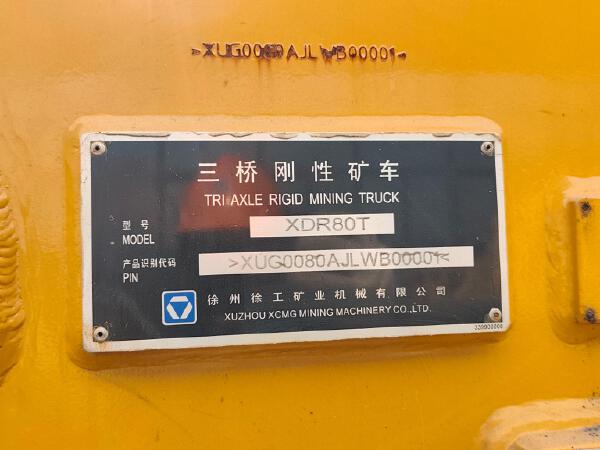 >XUG0080AJLWB00001<
三桥刚性矿车
TRI AXLE RIGID MINING TRUCK
型号
MODEL
XDR80T
产品识别代码
PIN
>XUG0080AJLWB00001<
徐州徐工矿业机械有限公司
XUZHOU XCMG MINING MACHINERY CO.,LTD.